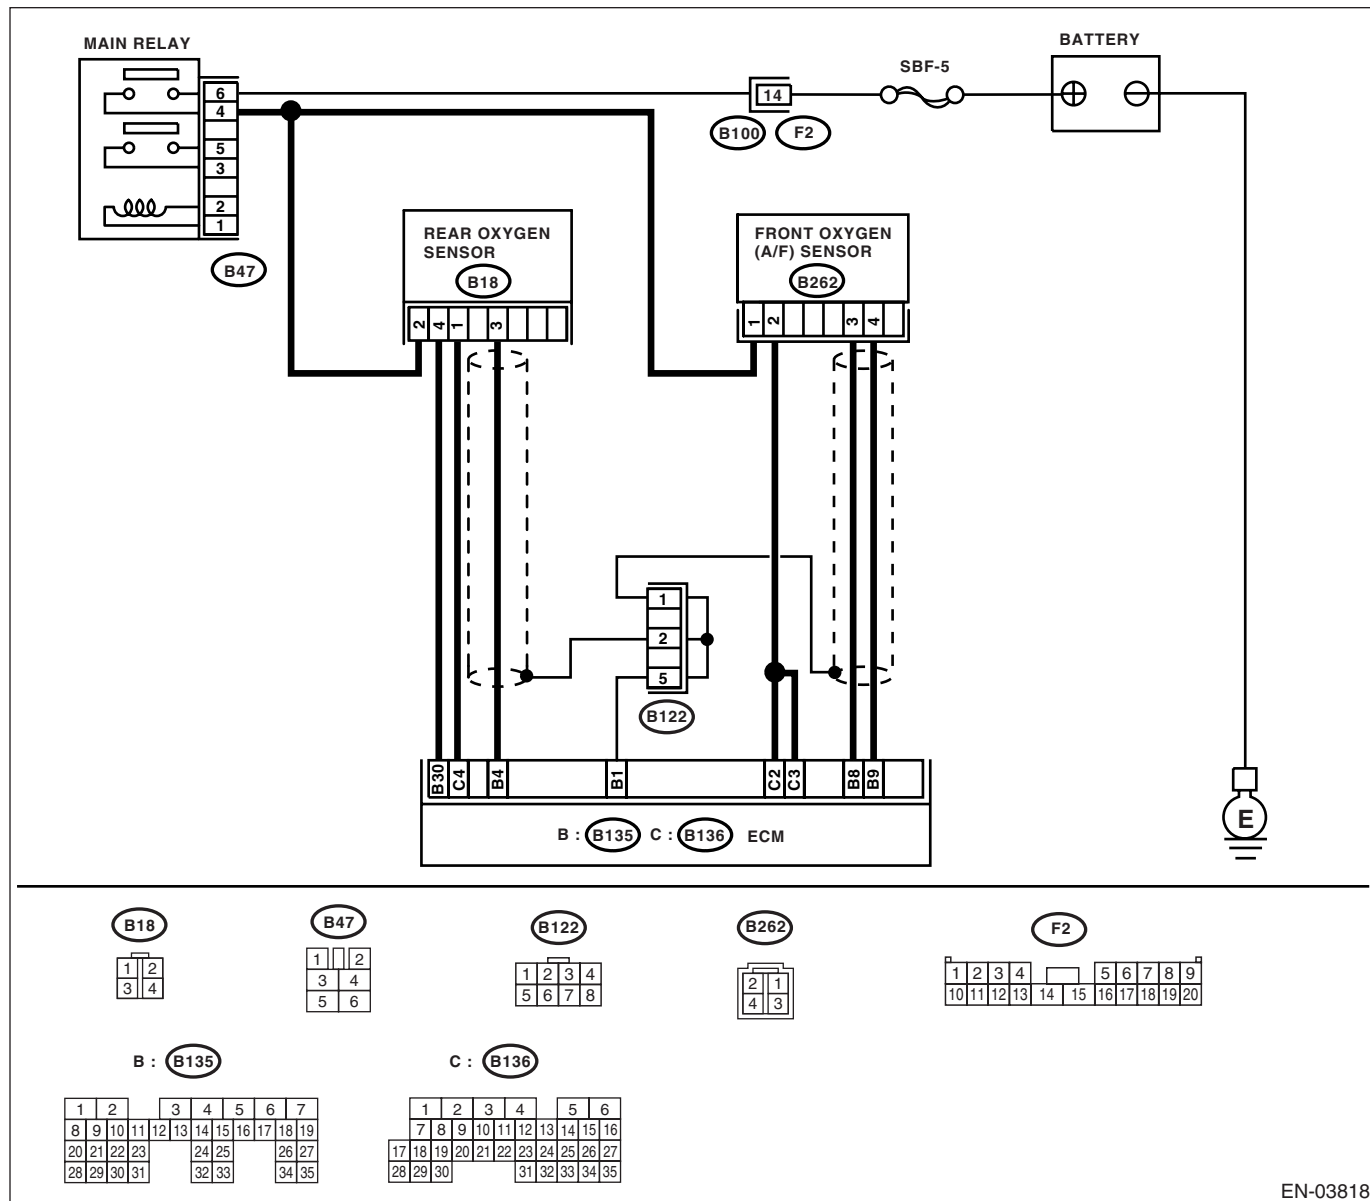 MAIN RELAY
BATTERY
SBF-5
6
4
5
3
2
1
14
B100 F2
B47
REAR OXYGEN
SENSOR
B18
2 4 1 3
FRONT OXYGEN
(A/F) SENSOR
B262
1 2 3 4
1
2
5
B122
B30 C4 B4 B1 C2 C3 B8 B9
B : B135 C : B136 ECM
E
B18
1 2
3 4
B47
1 2
3 4
5 6
B122
1 2 3 4
5 6 7 8
B262
2 1
4 3
F2
1 2 3 4 5 6 7 8 9
10 11 12 13 14 15 16 17 18 19 20
B : B135
1 2 3 4 5 6 7
8 9 10 11 12 13 14 15 16 17 18 19
20 21 22 23 24 25 26 27
28 29 30 31 32 33 34 35
C : B136
1 2 3 4 5 6
7 8 9 10 11 12 13 14 15 16
17 18 19 20 21 22 23 24 25 26 27
28 29 30 31 32 33 34 35
EN-03818